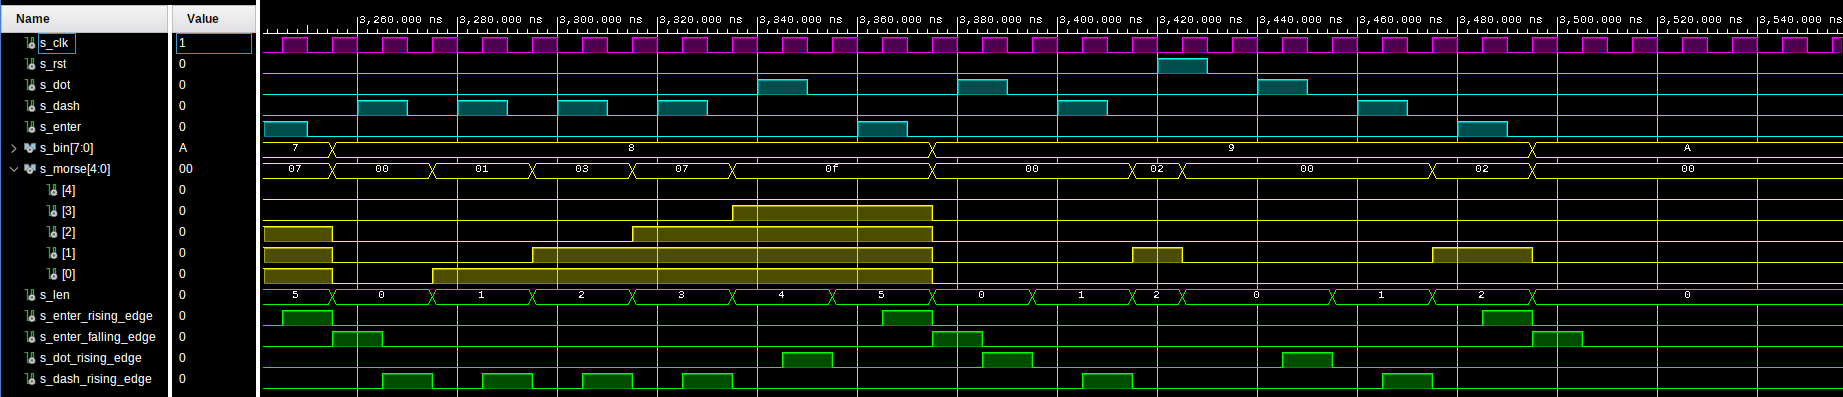 Name Value 3,260.000 ns 3,280.000 ns 3,300.000 ns 3,320.000 ns 3,340.000 ns 3,360.000 ns 3,380.000 ns 3,400.000 ns 3,420.000 ns 3,440.000 ns 3,460.000 ns 3,480.000 ns 3,500.000 ns 3,520.000 ns 3,540.000 ns
s_clk 1
s_rst 0
s_dot 0
s_dash 0
s_enter 0
s_bin[7:0] A 7 8 9 A
s_morse[4:0] 00 07 00 01 03 07 0f 00 02 00 02 00
[4] 0
[3] 0
[2] 0
[1] 0
[0] 0
s_len 0 5 0 1 2 3 4 5 0 1 2 0 1 2 0
s_enter_rising_edge 0
s_enter_falling_edge 0
s_dot_rising_edge 0
s_dash_rising_edge 0